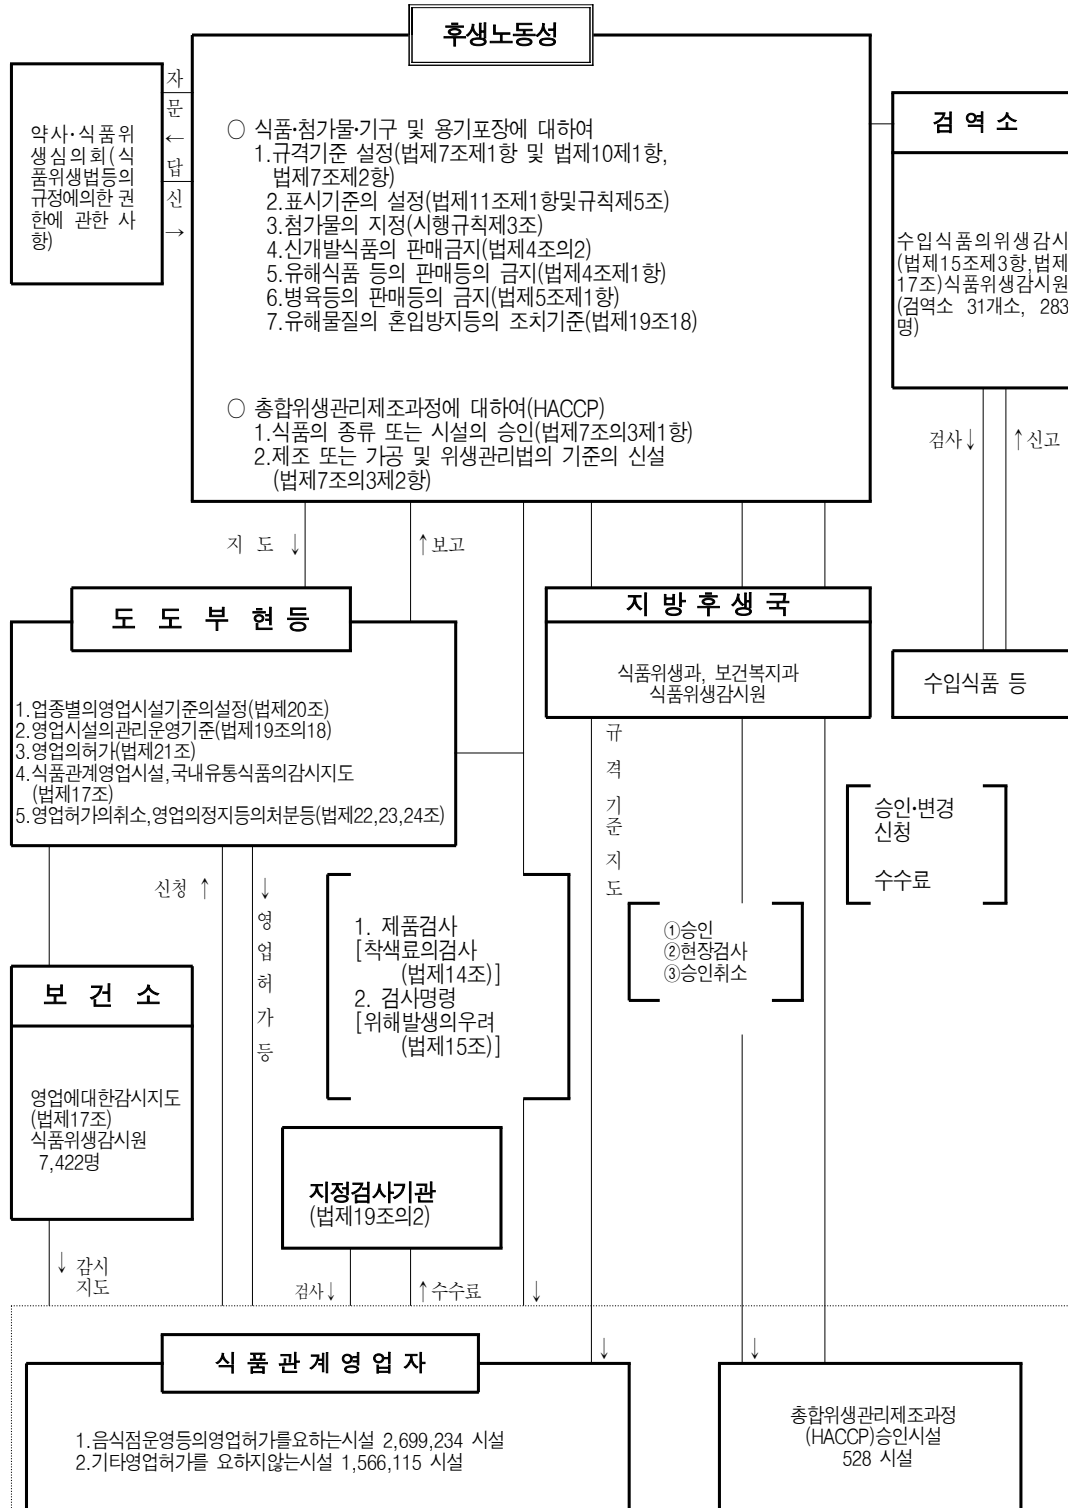 후생노동성
자
문
←
답
신
→
약사·식품위
생심의회(식
품위생법등의
규정에의한 권
한에 관한 사
항)
○ 식품·첨가물·기구 및 용기포장에 대하여
1.규격기준 설정(법제7조제1항 및 법제10제1항,
법제7조제2항)
2.표시기준의 설정(법제11조제1항및규칙제5조)
3.첨가물의 지정(시행규칙제3조)
4.신개발식품의 판매금지(법제4조의2)
5.유해식품 등의 판매등의 금지(법제4조제1항)
6.병육등의 판매등의 금지(법제5조제1항)
7.유해물질의 혼입방지등의 조치기준(법제19조18)
○ 총합위생관리제조과정에 대하여(HACCP)
1.식품의 종류 또는 시설의 승인(법제7조의3제1항)
2.제조 또는 가공 및 위생관리법의 기준의 신설
(법제7조의3제2항)
검 역 소
수입식품의위생감시
(법제15조제3항,법제
17조)식품위생감시원
(검역소 31개소, 283
명)
검사↓ ↑신고
수입식품 등
지 도 ↓ ↑보고
도 도 부 현 등
1.업종별의영업시설기준의설정(법제20조)
2.영업시설의관리운영기준(법제19조의18)
3.영업의허가(법제21조)
4.식품관계영업시설,국내유통식품의감시지도
(법제17조)
5.영업허가의취소,영업의정지등의처분등(법제22,23,24조)
지 방 후 생 국
식품위생과, 보건복지과
식품위생감시원
규
격
기
준
지
도
승인·변경
신청
수수료
①승인
②현장검사
③승인취소
신청 ↑
↓
영
업
허
가
등
1. 제품검사
[착색료의검사
(법제14조)]
2. 검사명령
[위해발생의우려
(법제15조)]
보 건 소
영업에대한감시지도
(법제17조)
식품위생감시원
7,422명
↓ 감시
지도
지정검사기관
(법제19조의2)
검사↓ ↑수수료 ↓
↓ ↓
식 품 관 계 영 업 자
1.음식점운영등의영업허가를요하는시설 2,699,234 시설
2.기타영업허가를 요하지않는시설 1,566,115 시설
총합위생관리제조과정
(HACCP)승인시설
528 시설